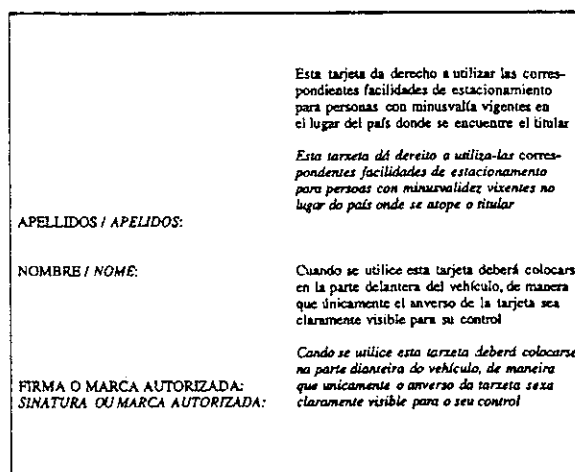 Esta tarjeta da derecho a utilizar las corres-
pondientes facilidades de estacionamiento
para personas con minusvalía vigentes en
el lugar del país donde se encuentre el titular
Esta tarxeta dá dereito a utiliza-las corres-
pondentes facilidades de estacionamento
para persoas con minusvalidez vixentes no
lugar do país onde se atope o titular
APELLIDOS / APELIDOS:
NOMBRE / NOME:
Cuando se utilice esta tarjeta deberá colocars
en la parte delantera del vehículo, de manera
que únicamente el anverso de la tarjeta sea
claramente visible para su control
Cando se utilice esta tarxeta deberá colocarse
na parte dianteira do vehículo, de maneira
que unicamente o anverso da tarxeta sexa
claramente visible para o seu control
FIRMA O MARCA AUTORIZADA:
SINATURA OU MARCA AUTORIZADA: